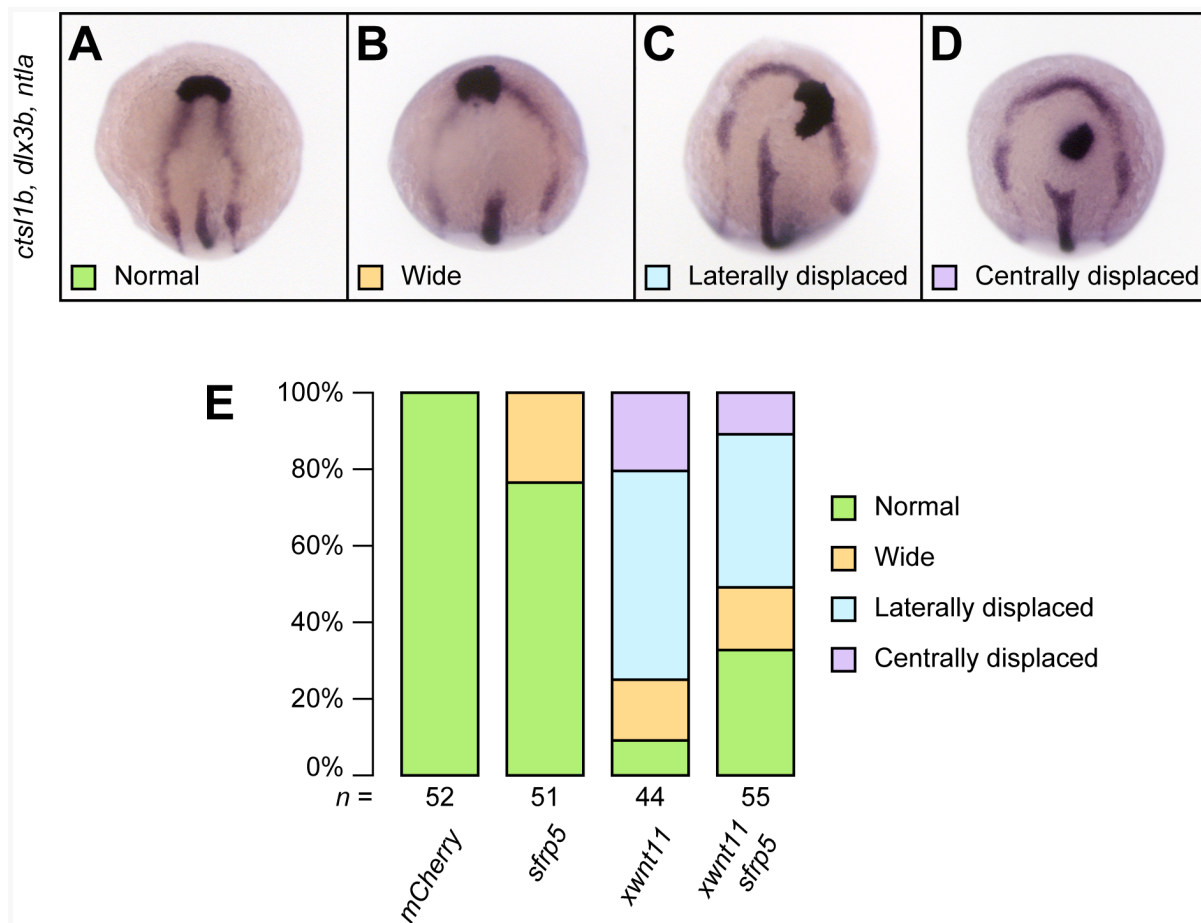 ctsl1b, dlx3b, ntla
A
B
C
D
Normal
Wide
Laterally displaced
Centrally displaced
E
100%
80%
60%
40%
20%
0%
n =
52
51
44
55
mCherry
sfrp5
xwnt11
xwnt11
sfrp5
Normal
Wide
Laterally displaced
Centrally displaced